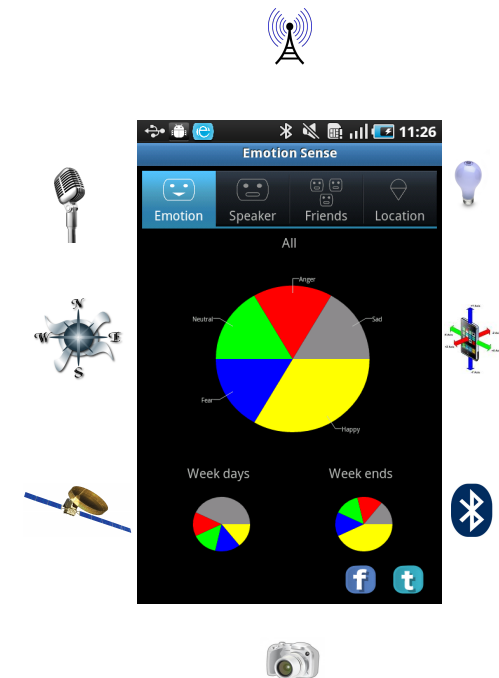 11:26
Emotion Sense
Emotion
Speaker
Friends
Location
All
Anger
Neutral
Sad
Fear
Happy
N
W
E
S
Week days
Week ends
f
t